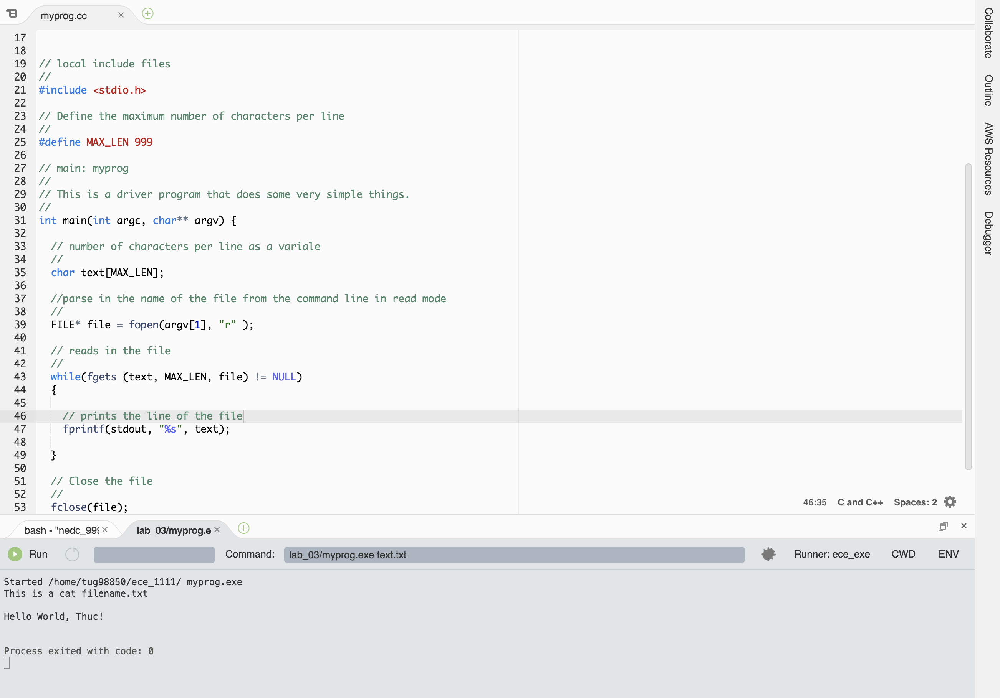 myprog.cc
17
18
19 // local include files
20 //
21 #include <stdio.h>
22
23 // Define the maximum number of characters per line
24 //
25 #define MAX_LEN 999
26
27 // main: myprog
28 //
29 // This is a driver program that does some very simple things.
30 //
31 int main(int argc, char** argv) {
32
33 // number of characters per line as a variale
34 //
35 char text[MAX_LEN];
36
37 //parse in the name of the file from the command line in read mode
38 //
39 FILE* file = fopen(argv[1], "r" );
40
41 // reads in the file
42 //
43 while(fgets (text, MAX_LEN, file) != NULL)
44 {
45
46 // prints the line of the file
47 fprintf(stdout, "%s", text);
48
49 }
50
51 // Close the file
52 //
53 fclose(file);
46:35 C and C++ Spaces: 2
Collaborate
Outline
AWS Resources
Debugger
bash - "nedc_999 lab_03/myprog.e
Run Command: lab_03/myprog.exe text.txt Runner: ece_exe CWD ENV
Started /home/tug98850/ece_1111/ myprog.exe
This is a cat filename.txt
Hello World, Thuc!
Process exited with code: 0